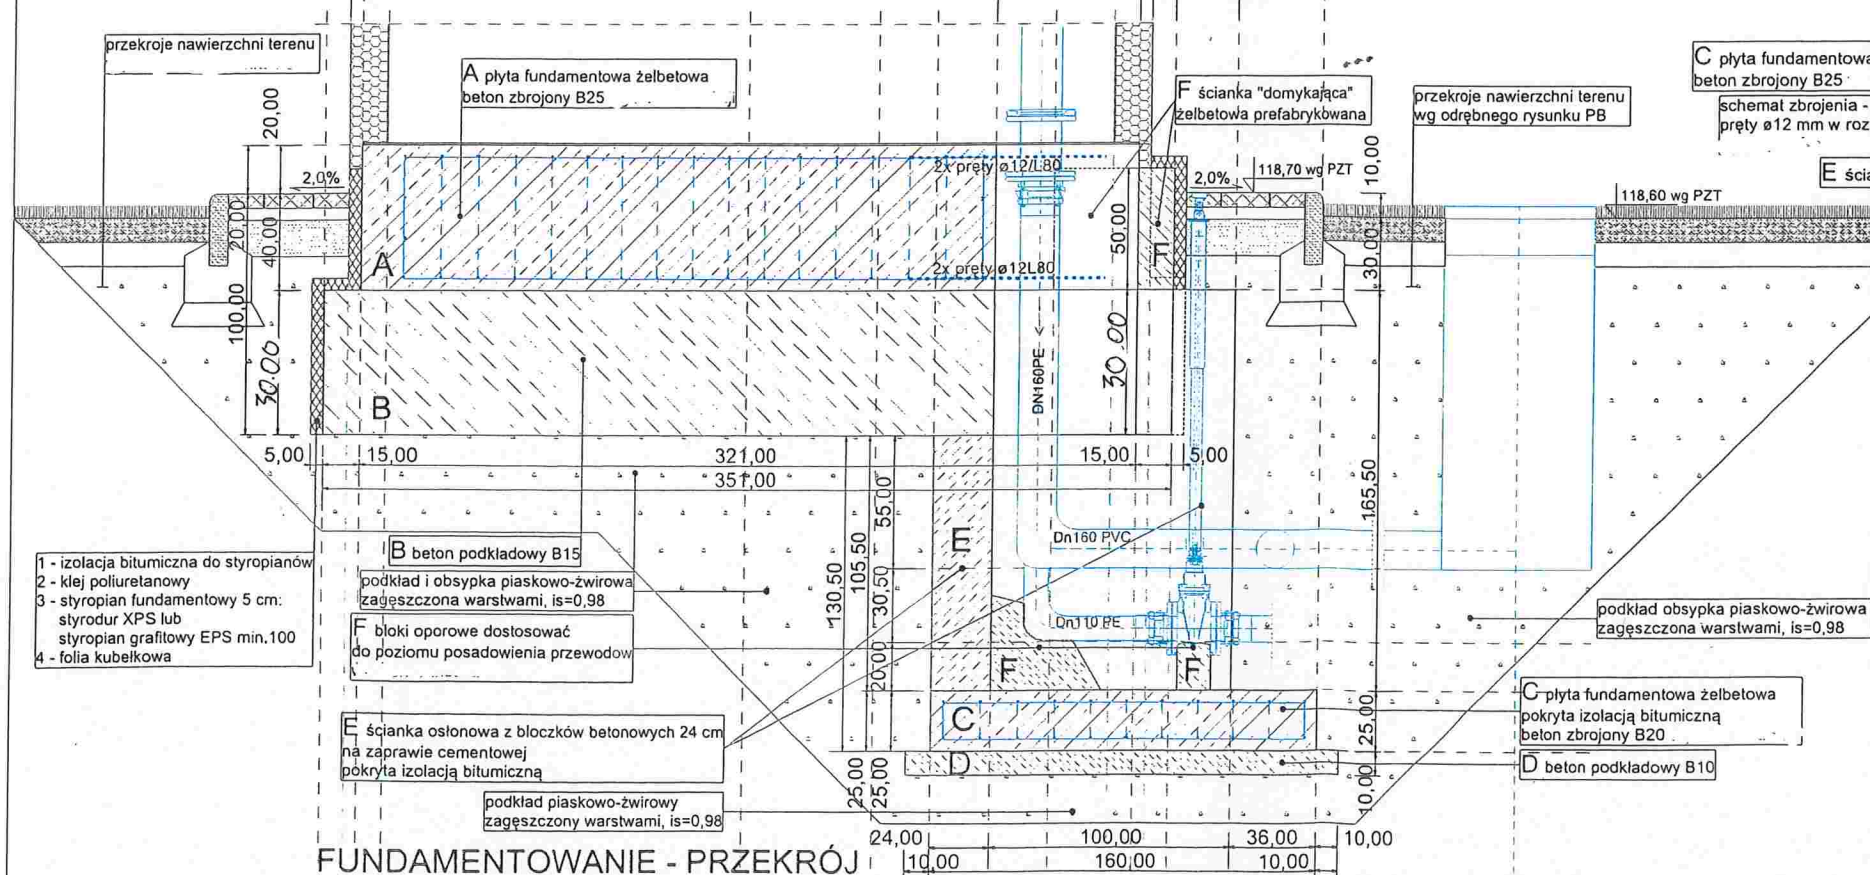 przekroje nawierzchni terenu
A płyta fundamentowa żelbetowa
beton zbrojony B25
F ścianka "domykająca"
żelbetowa prefabrykowana
przekroje nawierzchni terenu
wg odrębnego rysunku PB
C płyta fundamentowa
beton zbrojony B25
schemat zbrojenia -
pręty ø12 mm w roz
E ścia
20,00
2,0%
20,00
40,00
100,00
30.00
2x pręty ø12/L80
2x pręty ø12L80
50,00
30.00
DN160PE
2,0%
118,70 wg PZT
10,00
118,60 wg PZT
30,00
A
F
B
5,00
15,00
321,00
15,00
5,00
351,00
165,50
55,00
130,50
105,50
30,50
20,00
E
Dn160 PVC
Dn110 PE
F
F
C
D
1 - izolacja bitumiczna do styropianów
2 - klej poliuretanowy
3 - styropian fundamentowy 5 cm:
styrodur XPS lub
styropian grafitowy EPS min.100
4 - folia kubełkowa
B beton podkładowy B15
podkład i obsypka piaskowo-żwirowa
zagęszczona warstwami, is=0,98
F bloki oporowe dostosować
do poziomu posadowienia przewodow
E ścianka osłonowa z bloczków betonowych 24 cm
na zaprawie cementowej
pokryta izolacją bitumiczną
podkład piaskowo-żwirowy
zagęszczony warstwami, is=0,98
podkład obsypka piaskowo-żwirowa
zagęszczona warstwami, is=0,98
C płyta fundamentowa żelbetowa
pokryta izolacją bitumiczną
beton zbrojony B20
D beton podkładowy B10
25,00
25,00
25,00
10,00
24,00
100,00
36,00
10,00
10,00
160,00
10,00
FUNDAMENTOWANIE - PRZEKRÓJ